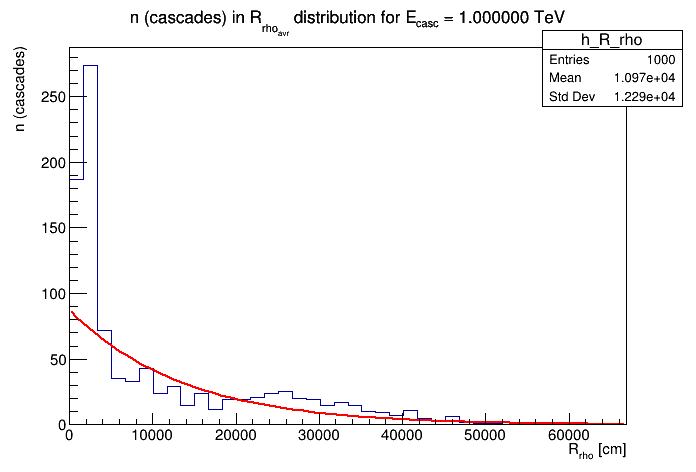 n (cascades) in R_rho_avr distribution for E_casc = 1.000000 TeV
h_R_rho
Entries 1000
Mean 1.097e+04
Std Dev 1.229e+04
n (cascades)
250
200
150
100
50
0
0 10000 20000 30000 40000 50000 60000
R_rho [cm]